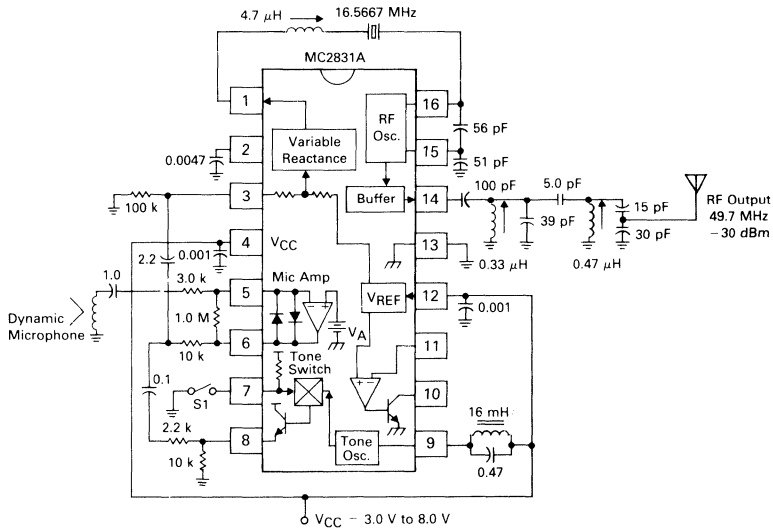 4.7 μH
16.5667 MHz
MC2831A
1
2
3
4
5
6
7
8
16
15
14
13
12
11
10
9
Variable
Reactance
RF
Osc.
Buffer
VCC
Mic Amp
VREF
VA
+ −
+ −
Tone
Switch
Tone
Osc.
0.0047
100 k
2.2
0.001
1.0
3.0 k
1.0 M
10 k
Dynamic
Microphone
0.1
S1
2.2 k
10 k
56 pF
51 pF
100 pF
5.0 pF
39 pF
15 pF
30 pF
0.33 μH
0.47 μH
RF Output
49.7 MHz
−30 dBm
0.001
16 mH
0.47
VCC − 3.0 V to 8.0 V